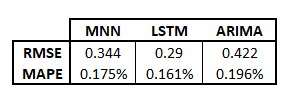 MNN LSTM ARIMA
RMSE 0.344 0.29 0.422
MAPE 0.175% 0.161% 0.196%